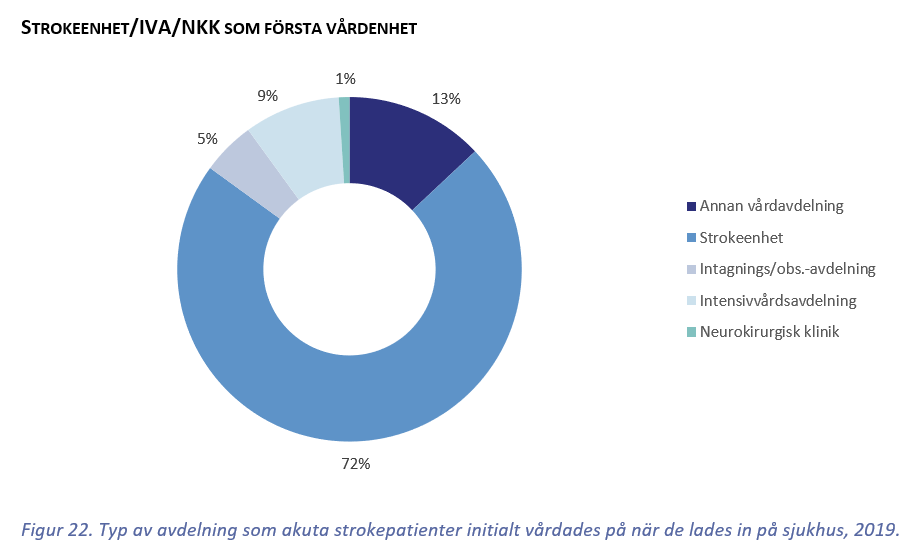 STROKEENHET/IVA/NKK SOM FÖRSTA VÅRDENHET
1%
13%
9%
5%
72%
Annan vårdavdelning
Strokeenhet
Intagnings/obs.-avdelning
Intensivvårdsavdelning
Neurokirurgisk klinik
Figur 22. Typ av avdelning som akuta strokepatienter initialt vårdades på när de lades in på sjukhus, 2019.